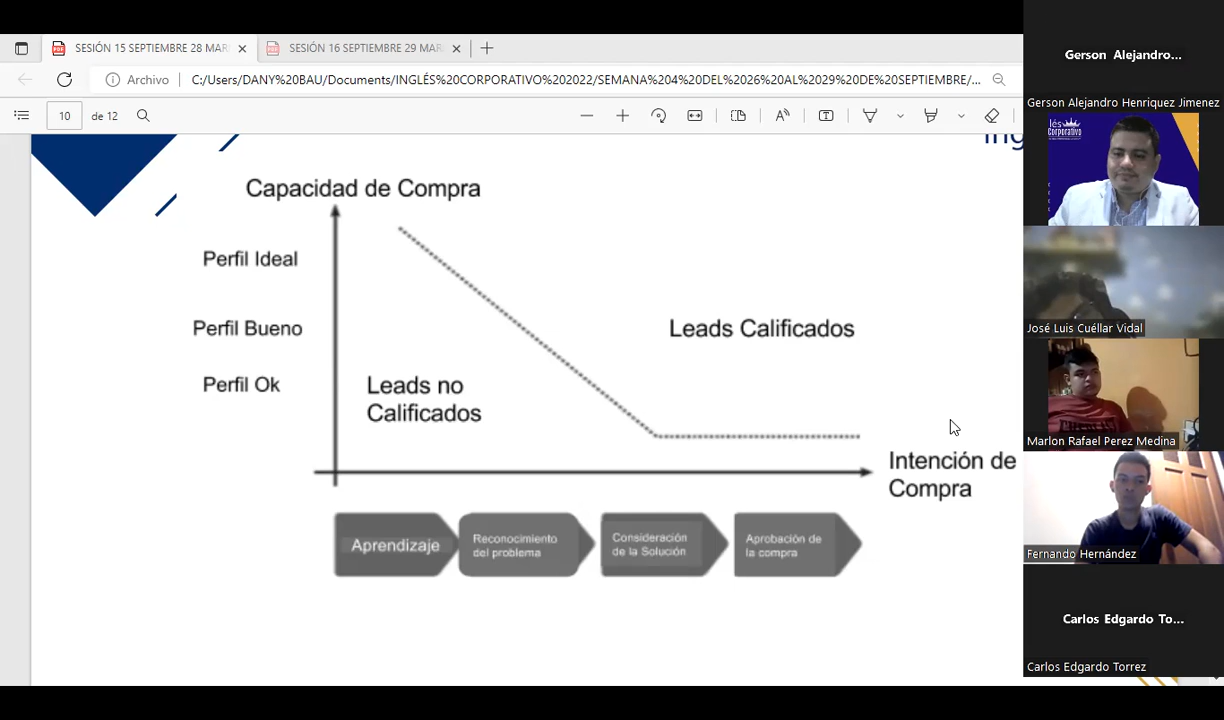 SESIÓN 15 SEPTIEMBRE 28 MAR
SESIÓN 16 SEPTIEMBRE 29 MAR
Archivo
C:/Users/DANY%20BAU/Documents/INGLÉS%20CORPORATIVO%202022/SEMANA%204%20DEL%2026%20AL%2029%20DE%20SEPTIEMBRE/...
10 de 12
Ing
Capacidad de Compra
Perfil Ideal
Perfil Bueno
Perfil Ok
Leads no
Calificados
Leads Calificados
Intención de
Compra
Aprendizaje
Reconocimiento
del problema
Consideración
de la Solución
Aprobación de
la compra
Gerson Alejandro...
Gerson Alejandro Henriquez Jimenez
lés
Corporativo
José Luis Cuéllar Vidal
Marlon Rafael Perez Medina
Fernando Hernández
Carlos Edgardo To...
Carlos Edgardo Torrez